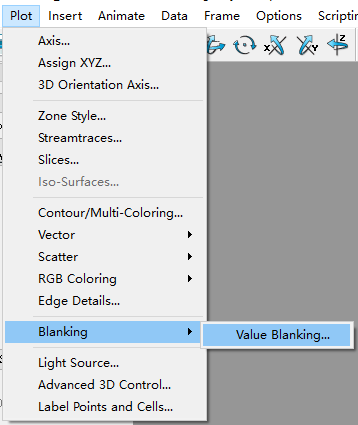 Plot Insert Animate Data Frame Options Scripting
Axis...
Assign XYZ...
3D Orientation Axis...
Zone Style...
Streamtraces...
Slices...
Iso-Surfaces...
Contour/Multi-Coloring...
Vector
Scatter
RGB Coloring
Edge Details...
Blanking
Value Blanking...
Light Source...
Advanced 3D Control...
Label Points and Cells...
X Y Z